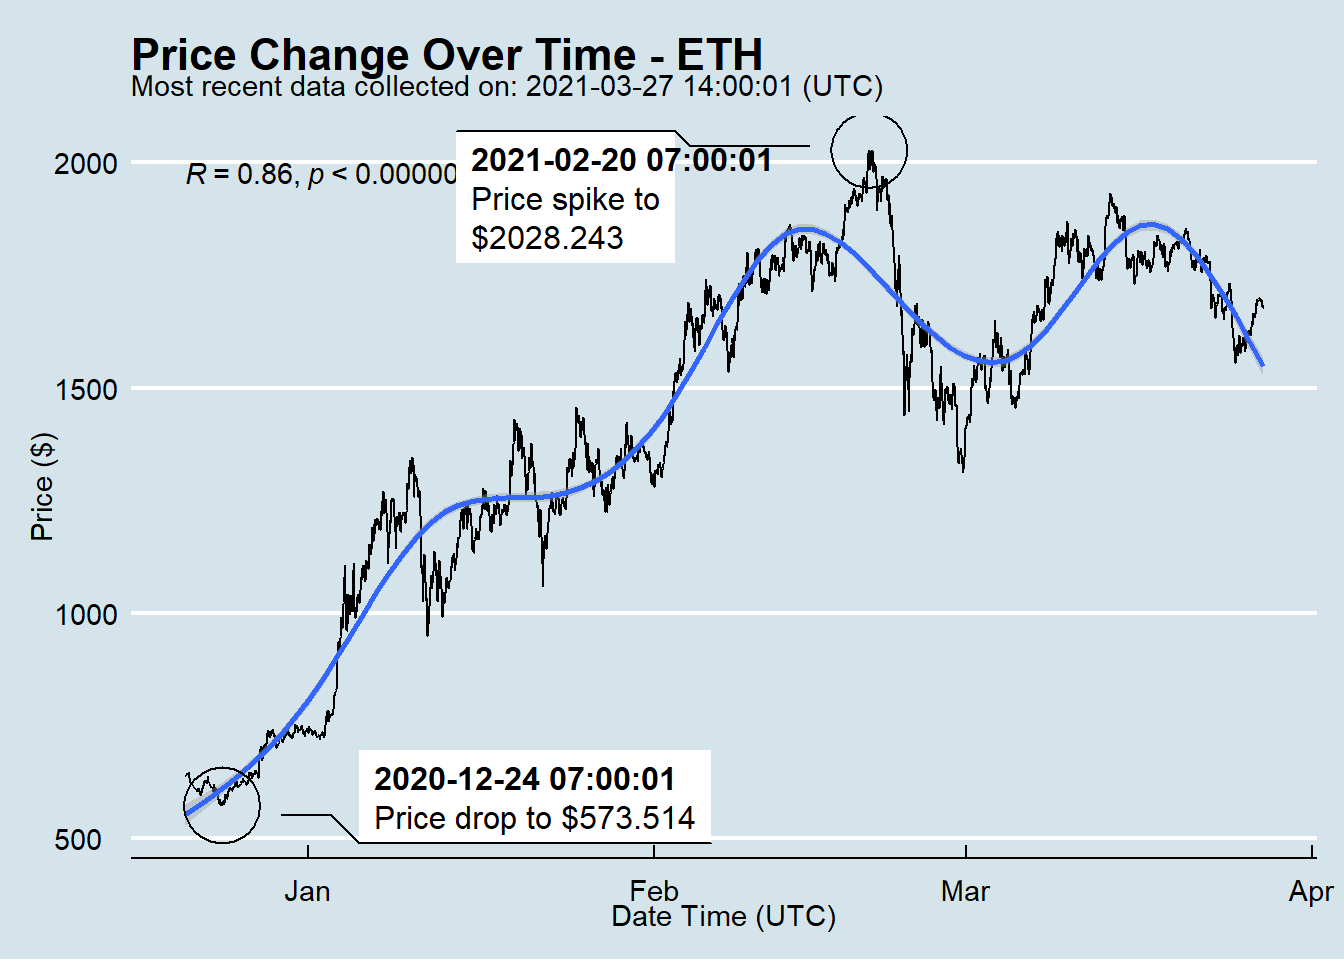 Price Change Over Time - ETH
Most recent data collected on: 2021-03-27 14:00:01 (UTC)
R = 0.86, p < 0.00000
2021-02-20 07:00:01
Price spike to
$2028.243
2000
1500
1000
500
Price ($)
2020-12-24 07:00:01
Price drop to $573.514
Jan
Feb
Mar
Apr
Date Time (UTC)